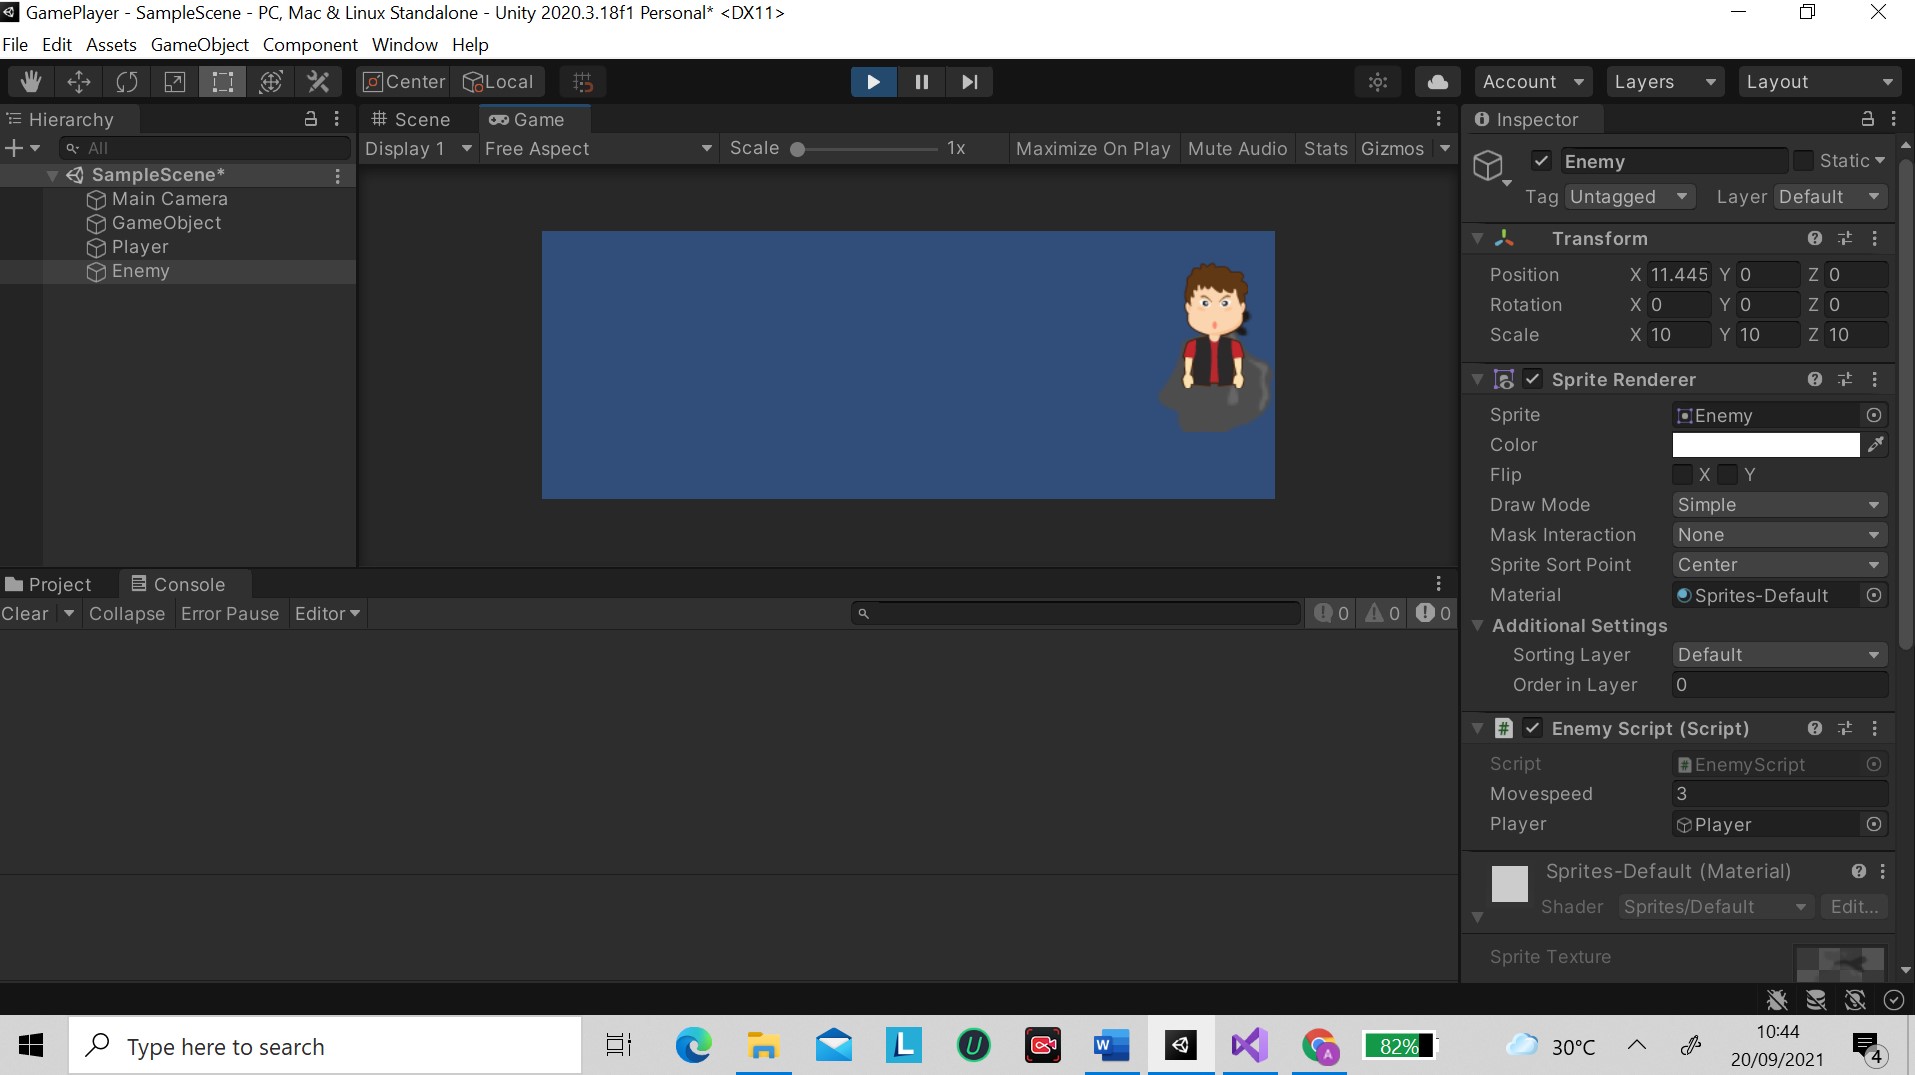 GamePlayer - SampleScene - PC, Mac & Linux Standalone - Unity 2020.3.18f1 Personal* <DX11>
File Edit Assets GameObject Component Window Help
Center Local Account Layers Layout
Hierarchy Scene Game Inspector
All Display 1 Free Aspect Scale 1x Maximize On Play Mute Audio Stats Gizmos
Enemy Static
SampleScene*
Tag Untagged Layer Default
Main Camera
GameObject
Player
Enemy
Transform
Position X 11.445 Y 0 Z 0
Rotation X 0 Y 0 Z 0
Scale X 10 Y 10 Z 10
Sprite Renderer
Sprite Enemy
Color
Flip X Y
Draw Mode Simple
Mask Interaction None
Sprite Sort Point Center
Material Sprites-Default
Additional Settings
Sorting Layer Default
Order in Layer 0
Enemy Script (Script)
Script EnemyScript
Movespeed 3
Player Player
Sprites-Default (Material)
Shader Sprites/Default Edit...
Sprite Texture
Project Console
Clear Collapse Error Pause Editor 0 0 0
Type here to search
L U W A 82% 30°C 10:44
20/09/2021 4